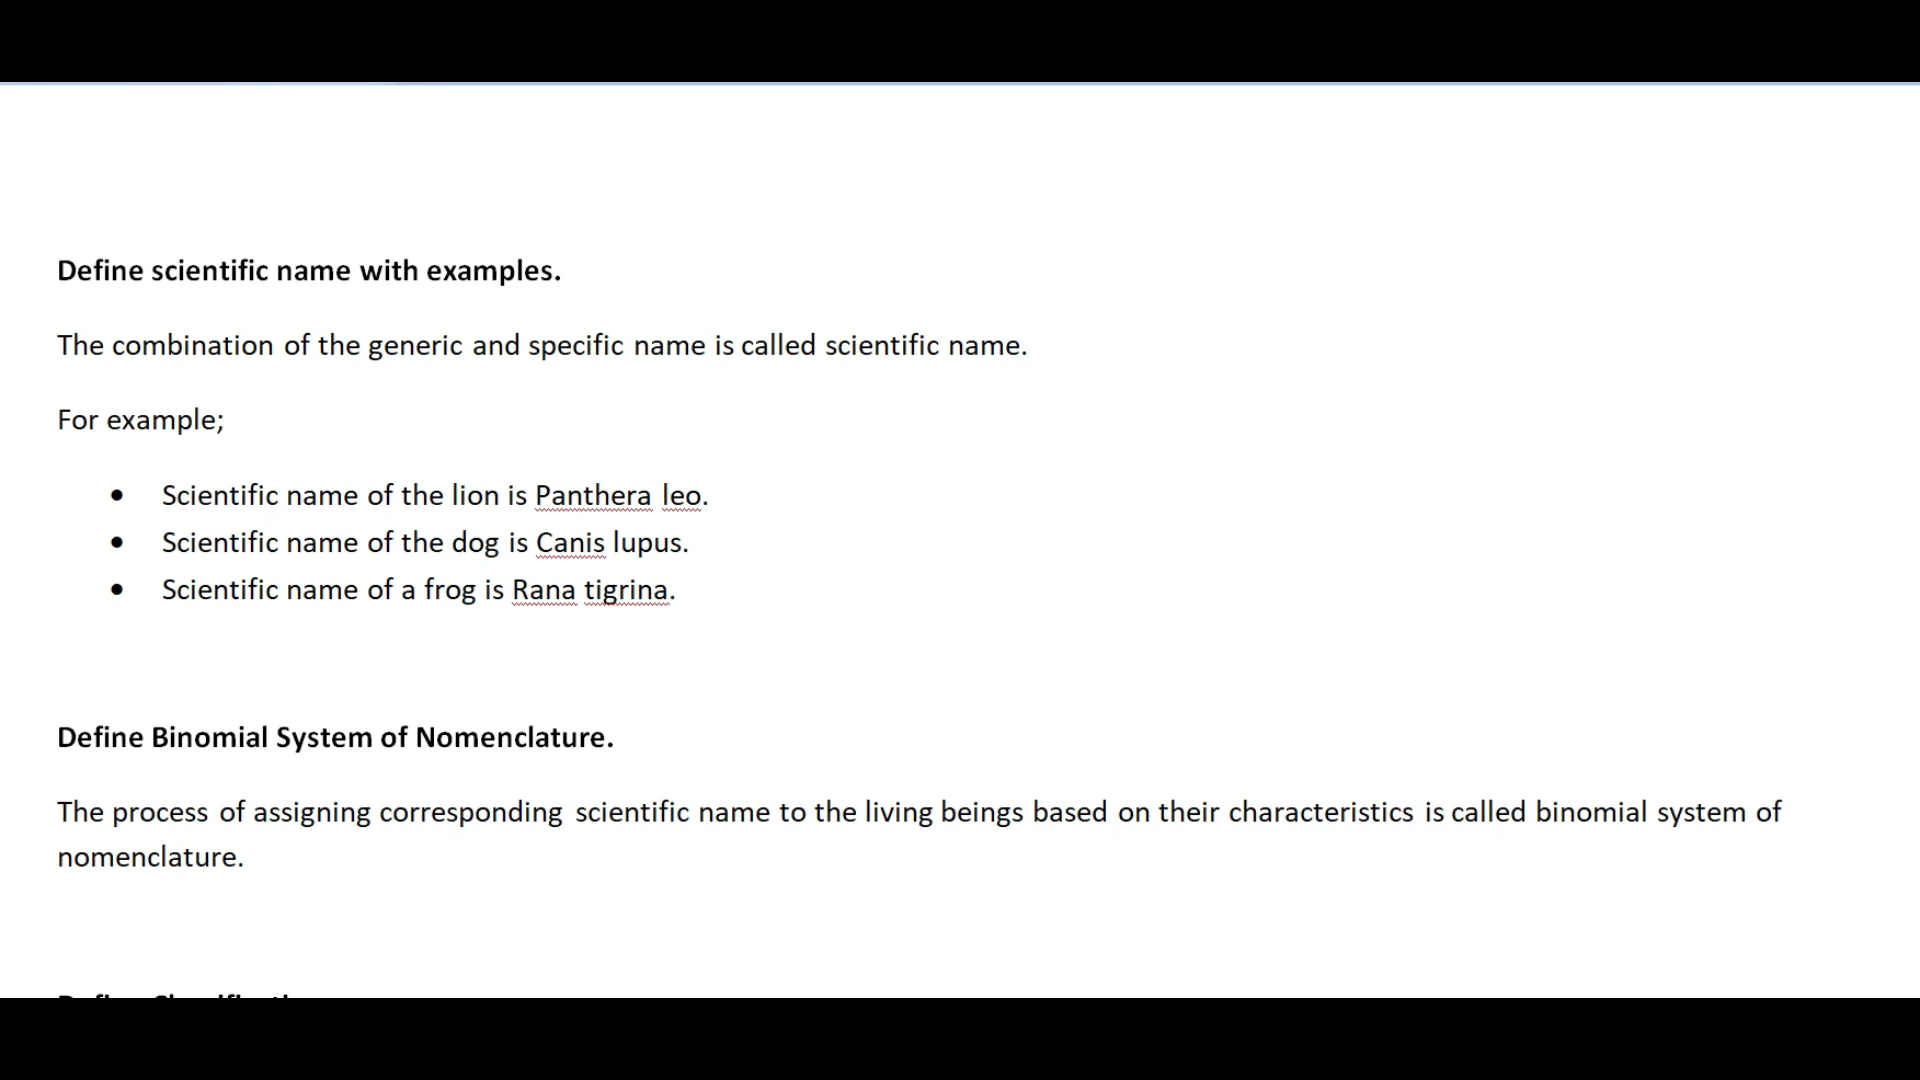 Define scientific name with examples.
The combination of the generic and specific name is called scientific name.
For example;
• Scientific name of the lion is Panthera leo.
• Scientific name of the dog is Canis lupus.
• Scientific name of a frog is Rana tigrina.
Define Binomial System of Nomenclature.
The process of assigning corresponding scientific name to the living beings based on their characteristics is called binomial system of
nomenclature.